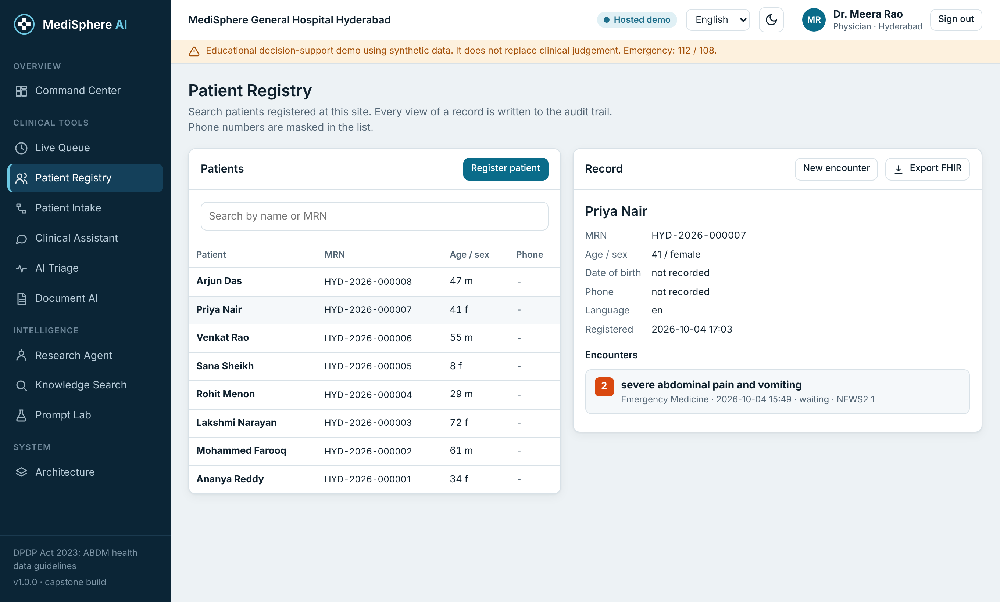 MediSphere AI
OVERVIEW
Command Center
CLINICAL TOOLS
Live Queue
Patient Registry
Patient Intake
Clinical Assistant
AI Triage
Document AI
INTELLIGENCE
Research Agent
Knowledge Search
Prompt Lab
SYSTEM
Architecture
DPDP Act 2023; ABDM health
data guidelines
v1.0.0 · capstone build
MediSphere General Hospital Hyderabad
Hosted demo
English
MR
Dr. Meera Rao
Physician · Hyderabad
Sign out
Educational decision-support demo using synthetic data. It does not replace clinical judgement. Emergency: 112 / 108.
Patient Registry
Search patients registered at this site. Every view of a record is written to the audit trail.
Phone numbers are masked in the list.
Patients
Register patient
Search by name or MRN
Patient MRN Age / sex Phone
Arjun Das HYD-2026-000008 47 m -
Priya Nair HYD-2026-000007 41 f -
Venkat Rao HYD-2026-000006 55 m -
Sana Sheikh HYD-2026-000005 8 f -
Rohit Menon HYD-2026-000004 29 m -
Lakshmi Narayan HYD-2026-000003 72 f -
Mohammed Farooq HYD-2026-000002 61 m -
Ananya Reddy HYD-2026-000001 34 f -
Record
New encounter
Export FHIR
Priya Nair
MRN HYD-2026-000007
Age / sex 41 / female
Date of birth not recorded
Phone not recorded
Language en
Registered 2026-10-04 17:03
Encounters
2 severe abdominal pain and vomiting
Emergency Medicine · 2026-10-04 15:49 · waiting · NEWS2 1